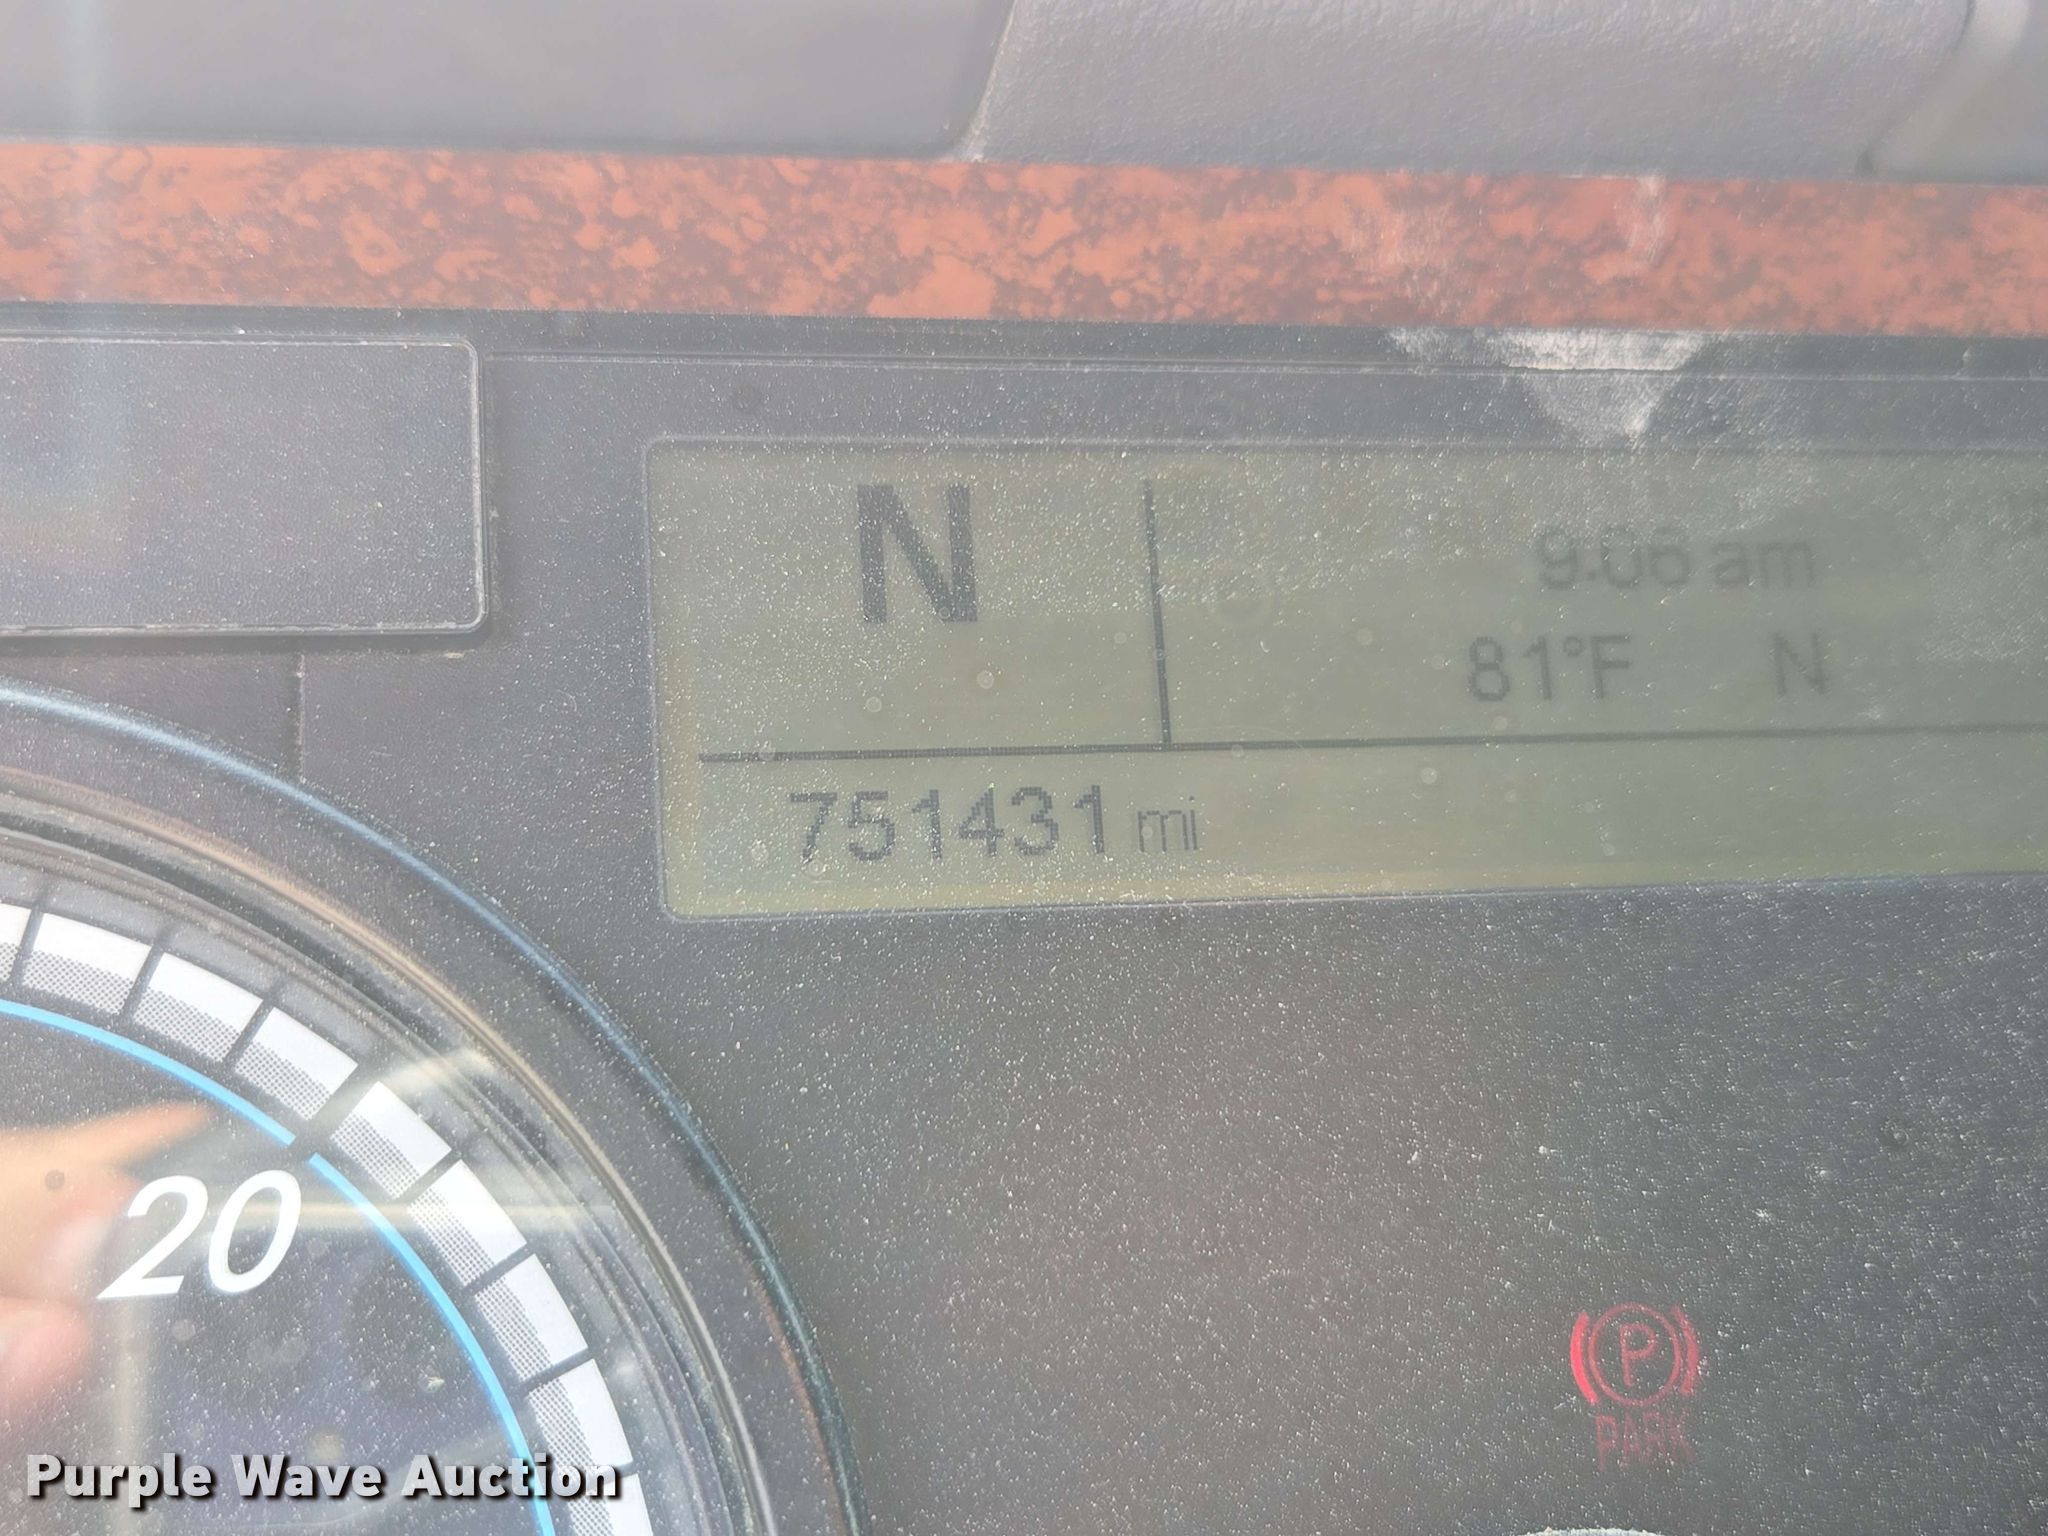 N
9:06 am
81°F N
751431 mi
20
P
PARK
Purple Wave Auction